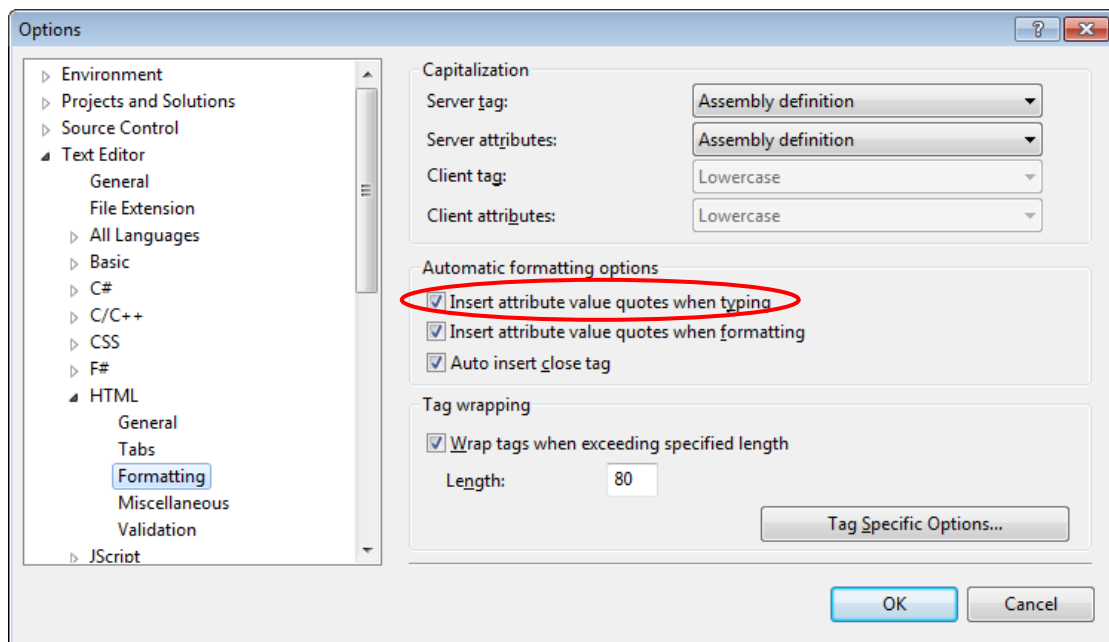 Options
Environment
Projects and Solutions
Source Control
Text Editor
General
File Extension
All Languages
Basic
C#
C/C++
CSS
F#
HTML
General
Tabs
Formatting
Miscellaneous
Validation
JScript
Capitalization
Server tag: Assembly definition
Server attributes: Assembly definition
Client tag: Lowercase
Client attributes: Lowercase
Automatic formatting options
Insert attribute value quotes when typing
Insert attribute value quotes when formatting
Auto insert close tag
Tag wrapping
Wrap tags when exceeding specified length
Length: 80
Tag Specific Options...
OK Cancel